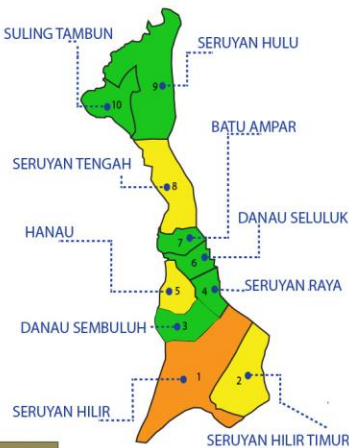 SULING TAMBUN
SERUYAN HULU
9
10
BATU AMPAR
SERUYAN TENGAH
8
DANAU SELULUK
HANAU
7
6
SERUYAN RAYA
5
4
DANAU SEMBULUH
3
1
2
SERUYAN HILIR
SERUYAN HILIR TIMUR